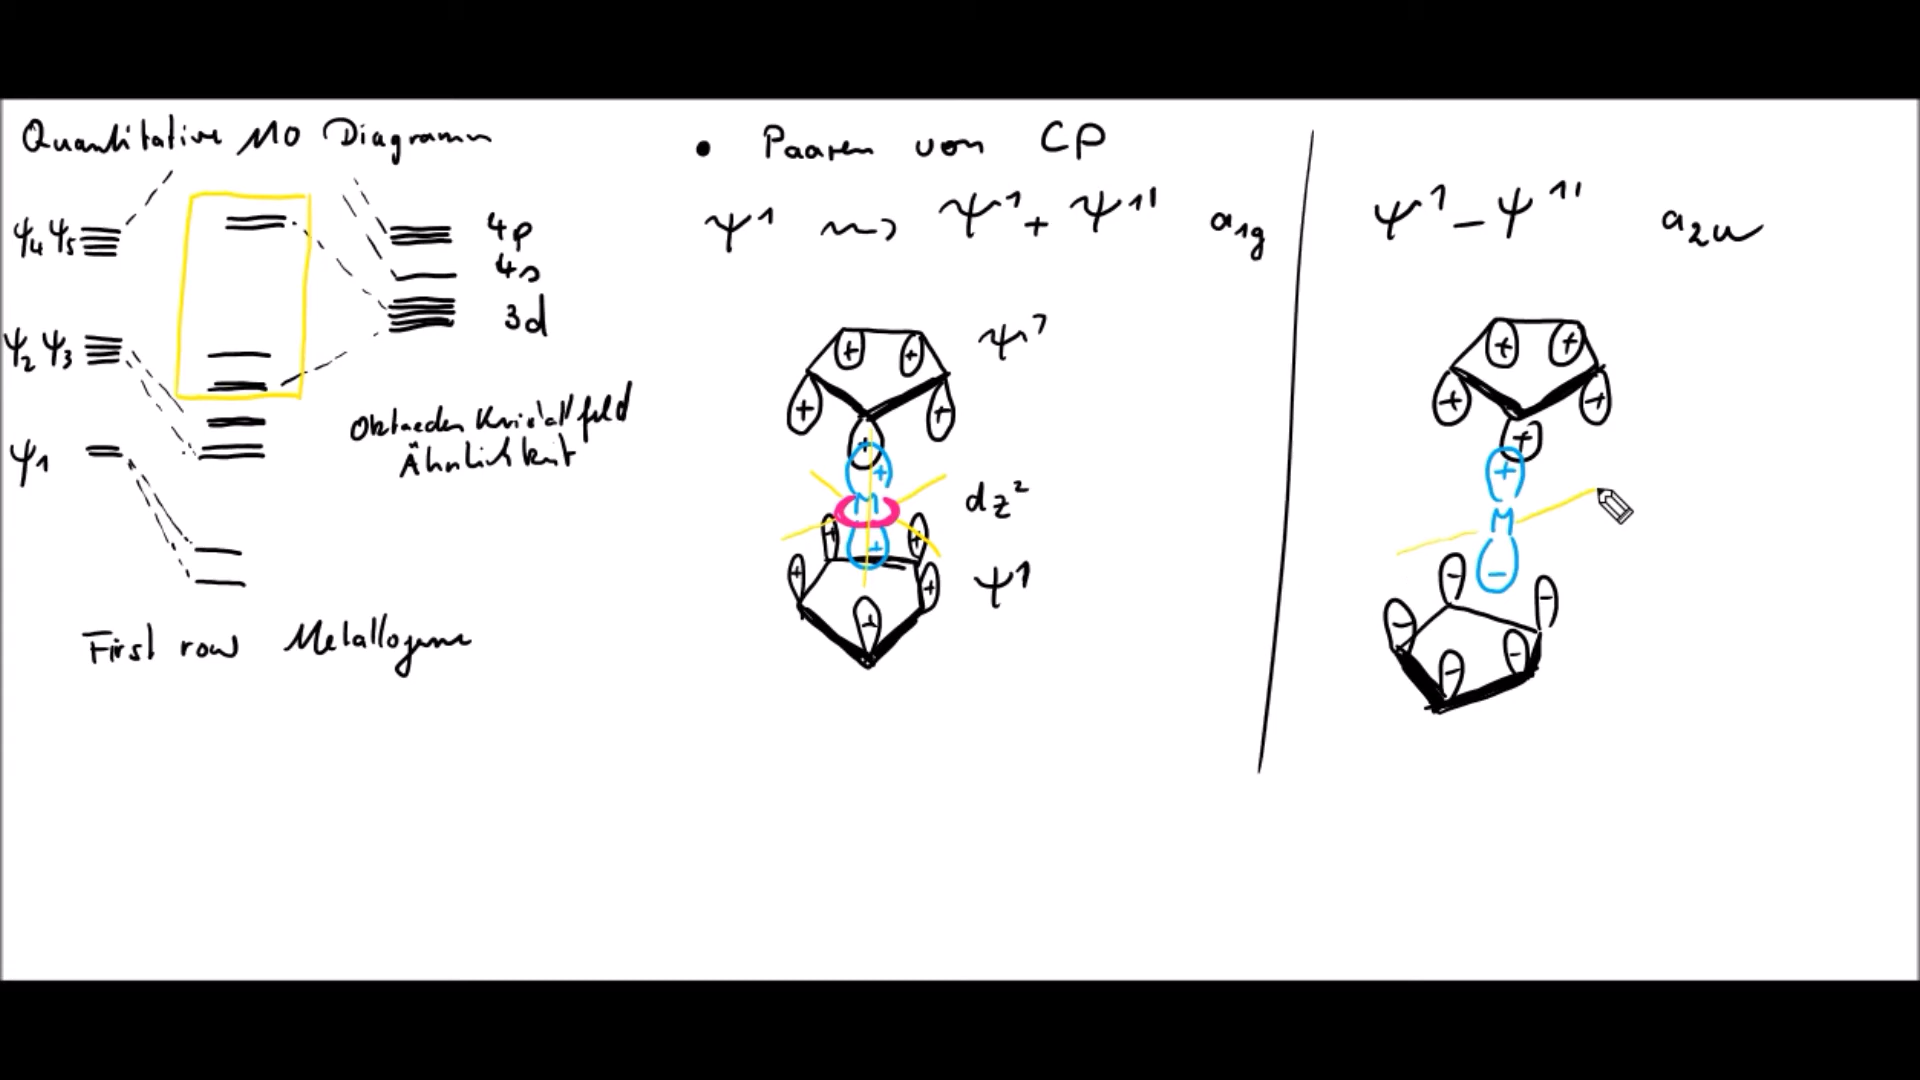 Quantitative MO Diagramm
ψ4 ψ5
4p
4s
3d
ψ2 ψ3
ψ1
Oktaeder Kristallfeld
Ähnlichkeit
First row Metallogene
• Paaren von CP
ψ1 ⇝ ψ1 + ψ1' a1g
ψ1
+ + + + +
+
M
dz²
+
+ + + + +
ψ1
ψ1 - ψ1' a2u
+ + + + +
+
M
-
- - - - -